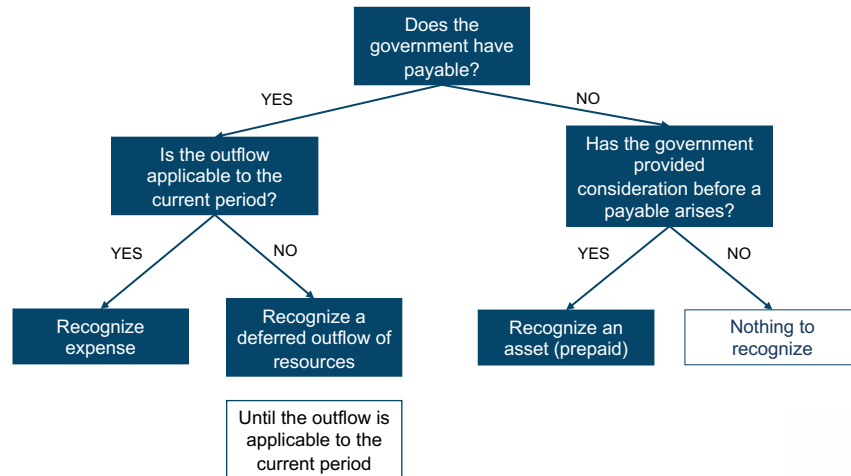 Does the
government have
payable?
YES
NO
Is the outflow
applicable to the
current period?
Has the government
provided
consideration before a
payable arises?
YES
NO
YES
NO
Recognize
expense
Recognize a
deferred outflow of
resources
Recognize an
asset (prepaid)
Nothing to
recognize
Until the outflow is
applicable to the
current period